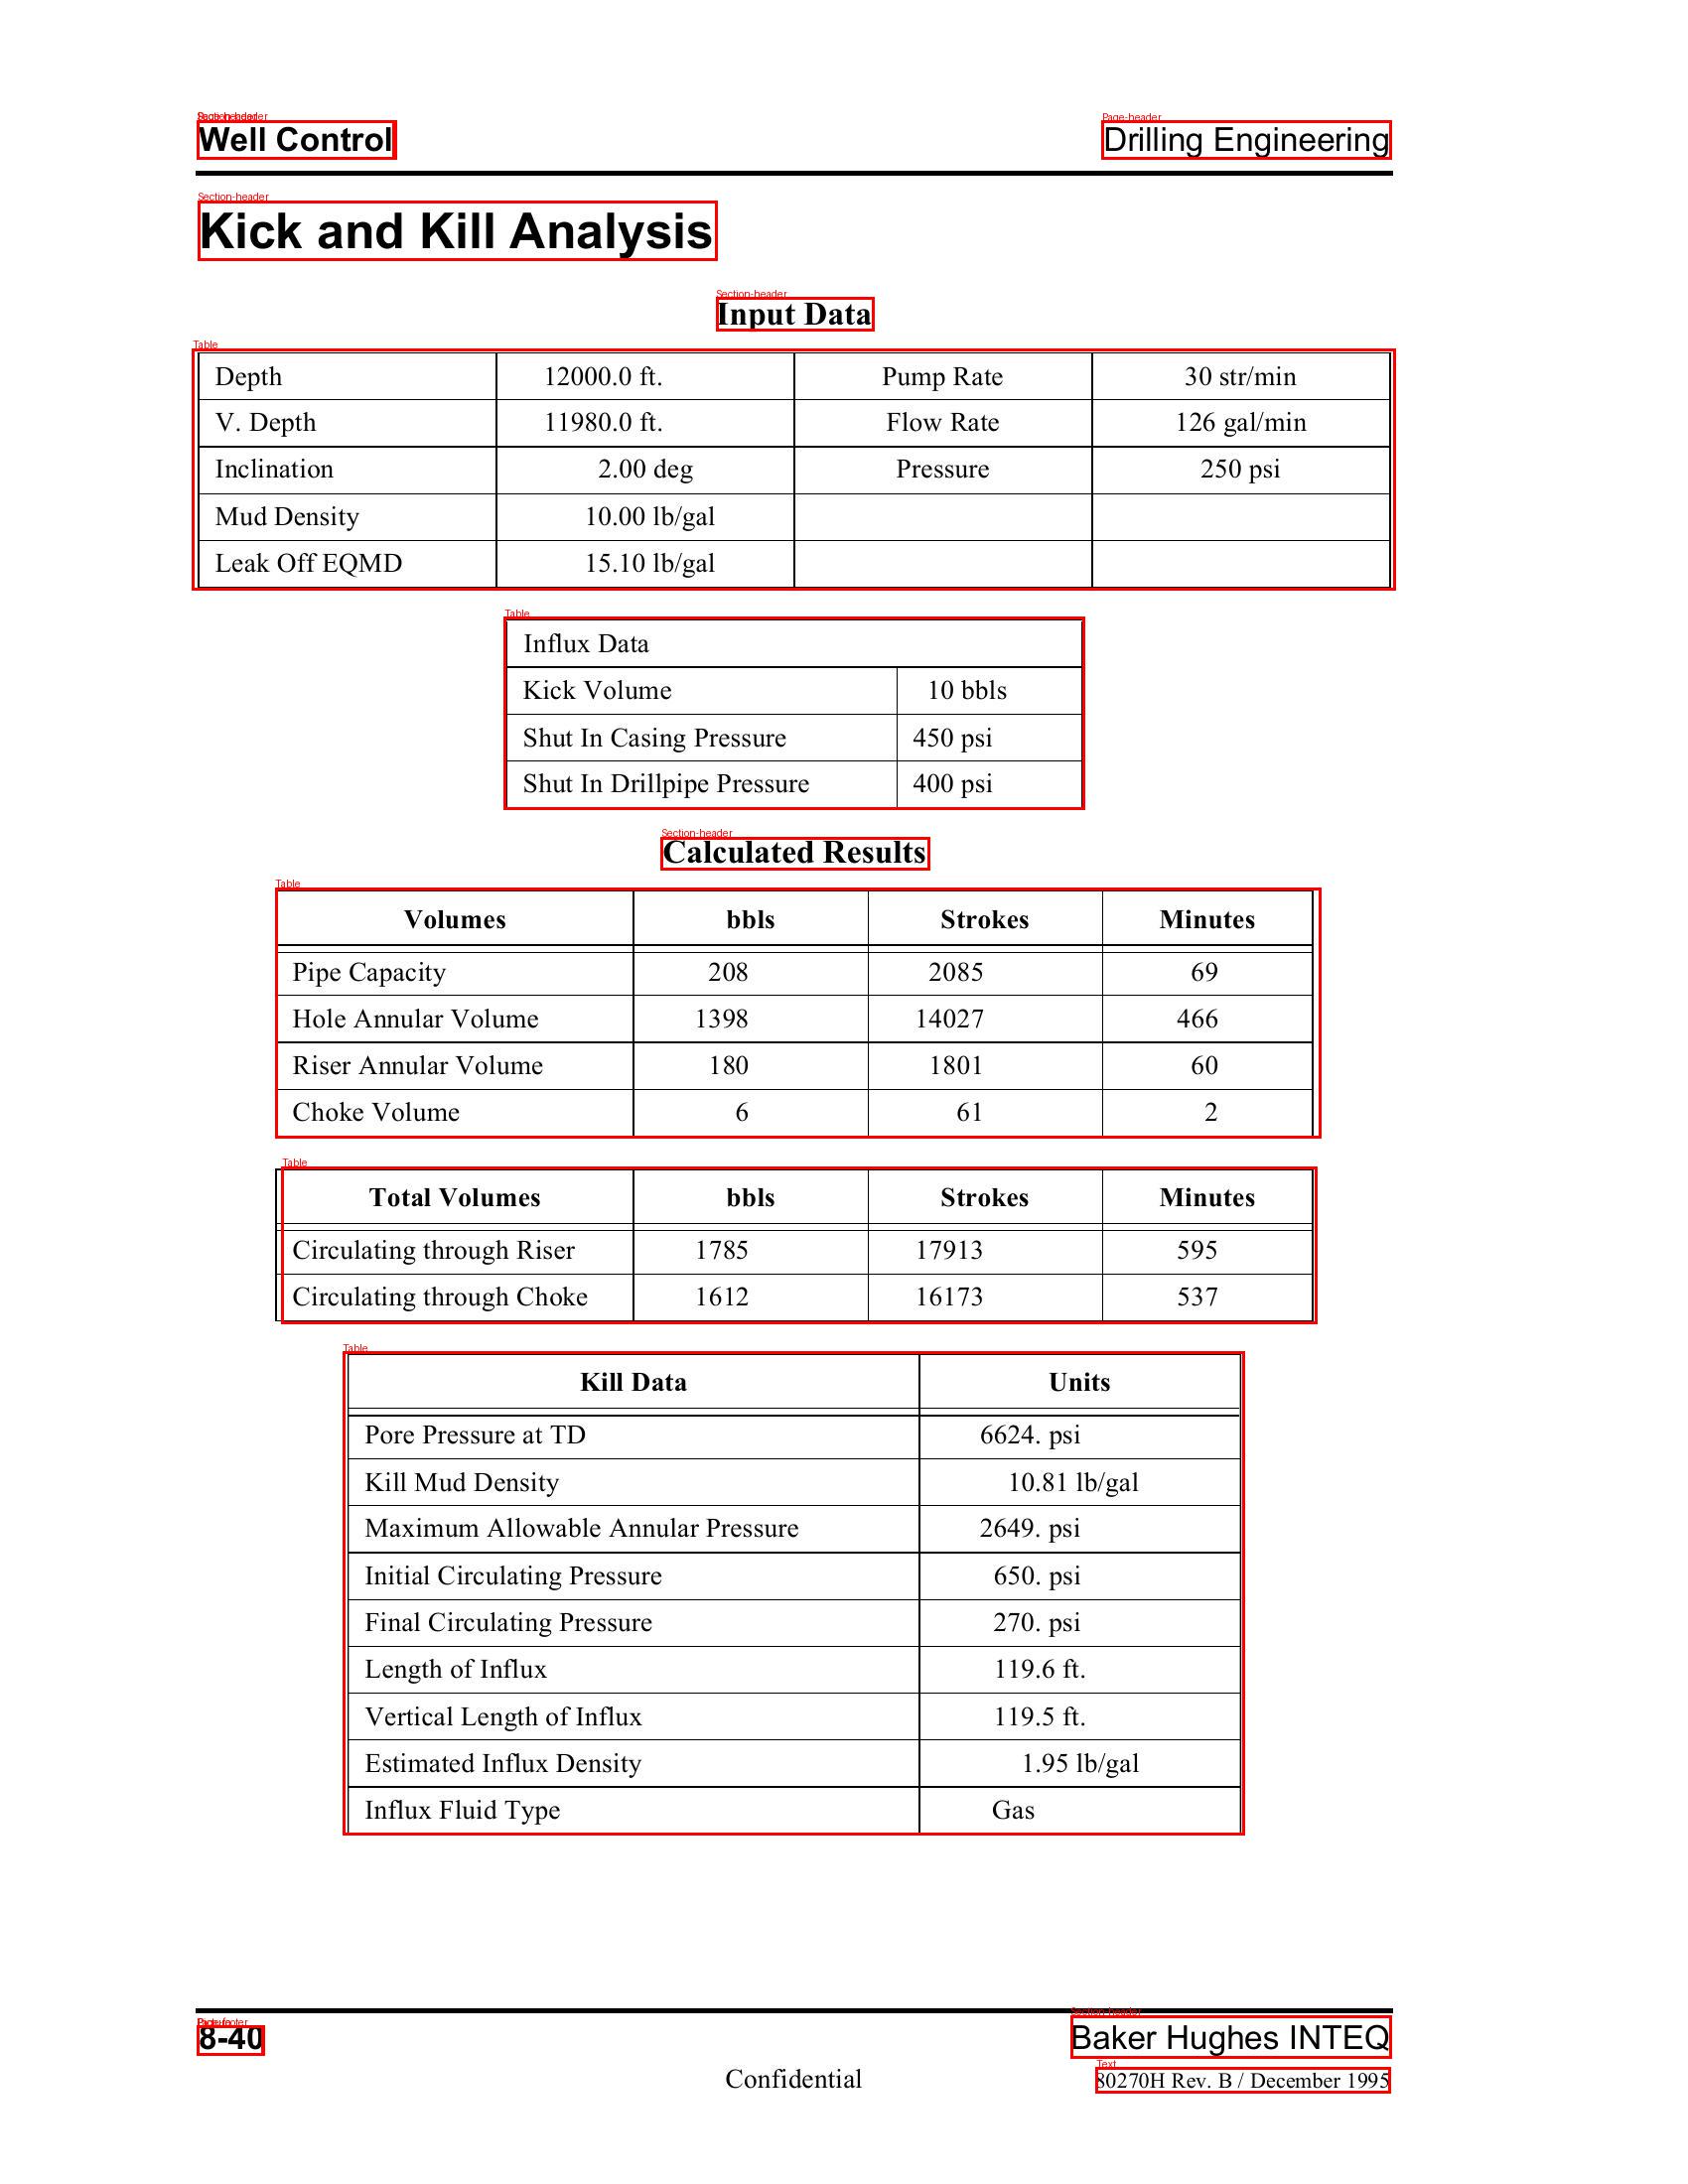 Well Control Drilling Engineering
Kick and Kill Analysis
Input Data
Depth 12000.0 ft. Pump Rate 30 str/min
V. Depth 11980.0 ft. Flow Rate 126 gal/min
Inclination 2.00 deg Pressure 250 psi
Mud Density 10.00 lb/gal
Leak Off EQMD 15.10 lb/gal
Influx Data
Kick Volume 10 bbls
Shut In Casing Pressure 450 psi
Shut In Drillpipe Pressure 400 psi
Calculated Results
Volumes bbls Strokes Minutes
Pipe Capacity 208 2085 69
Hole Annular Volume 1398 14027 466
Riser Annular Volume 180 1801 60
Choke Volume 6 61 2
Total Volumes bbls Strokes Minutes
Circulating through Riser 1785 17913 595
Circulating through Choke 1612 16173 537
Kill Data Units
Pore Pressure at TD 6624. psi
Kill Mud Density 10.81 lb/gal
Maximum Allowable Annular Pressure 2649. psi
Initial Circulating Pressure 650. psi
Final Circulating Pressure 270. psi
Length of Influx 119.6 ft.
Vertical Length of Influx 119.5 ft.
Estimated Influx Density 1.95 lb/gal
Influx Fluid Type Gas
8-40 Baker Hughes INTEQ
Confidential 80270H Rev. B / December 1995